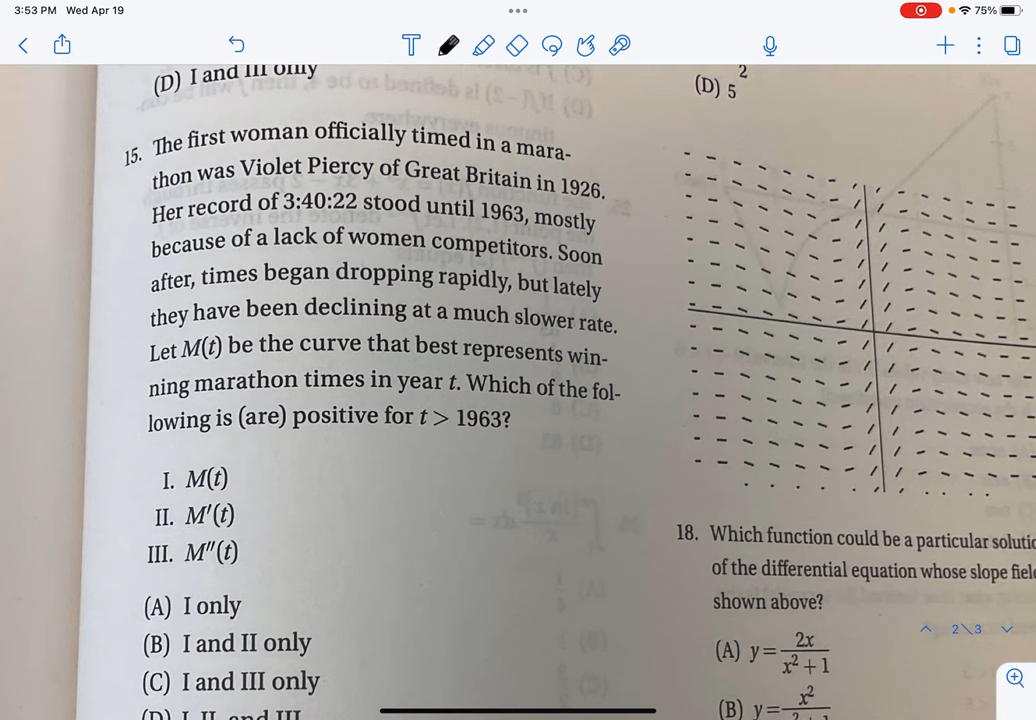 3:53 PM Wed Apr 19
75%
(D) I and III only
15. The first woman officially timed in a mara-
thon was Violet Piercy of Great Britain in 1926.
Her record of 3:40:22 stood until 1963, mostly
because of a lack of women competitors. Soon
after, times began dropping rapidly, but lately
they have been declining at a much slower rate.
Let M(t) be the curve that best represents win-
ning marathon times in year t. Which of the fol-
lowing is (are) positive for t > 1963?
I. M(t)
II. M′(t)
III. M″(t)
(A) I only
(B) I and II only
(C) I and III only
(D) I, II, and III
(D) 5 2
18. Which function could be a particular
of the differential equation whose slope
shown above?
(A) y = 2x / x² + 1
(B) y = x²
2\3